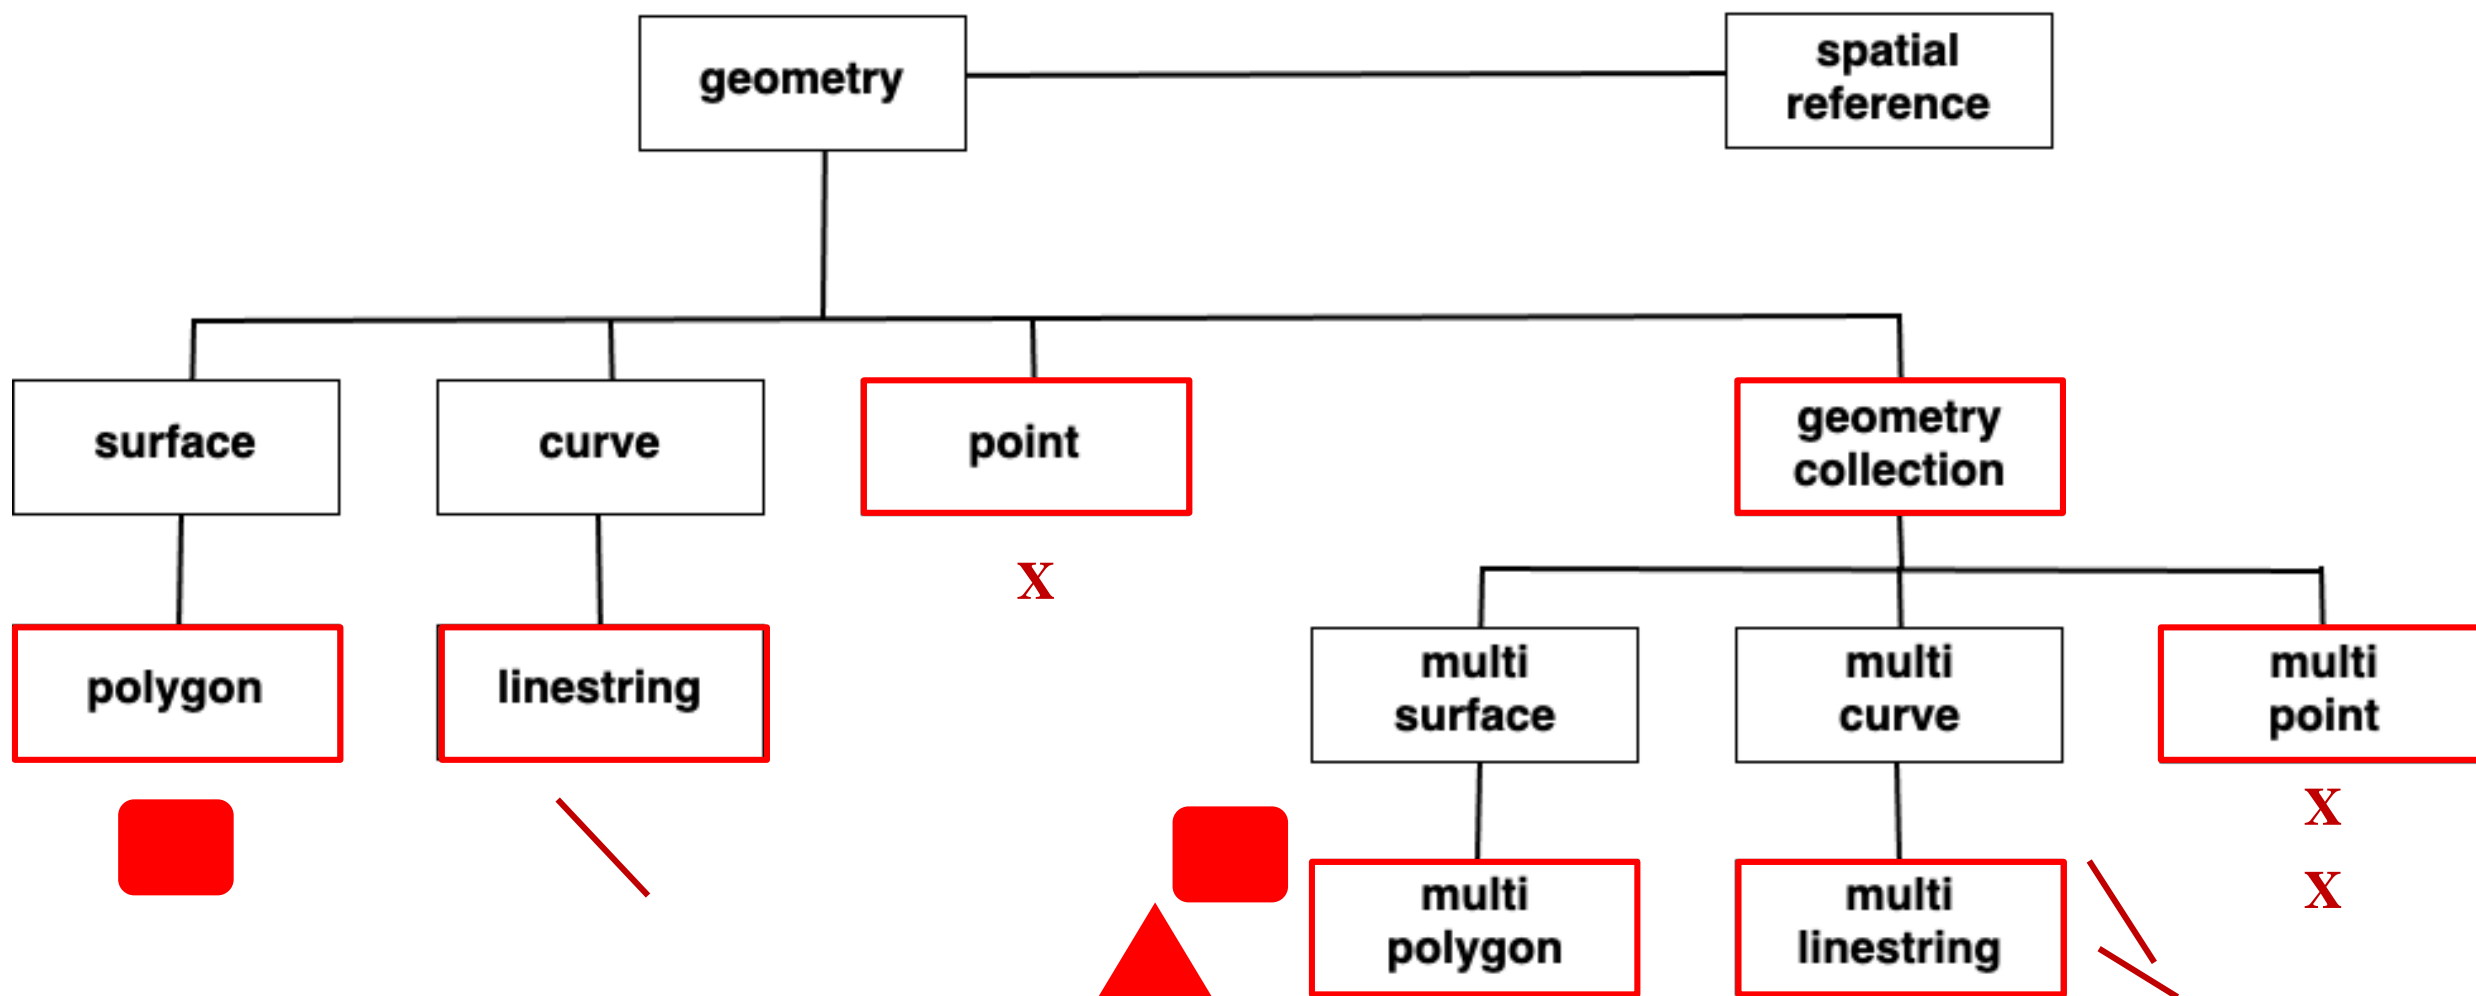 geometry
spatial
reference
surface
curve
point
geometry
collection
X
polygon
linestring
multi
surface
multi
curve
multi
point
X
X
multi
polygon
multi
linestring